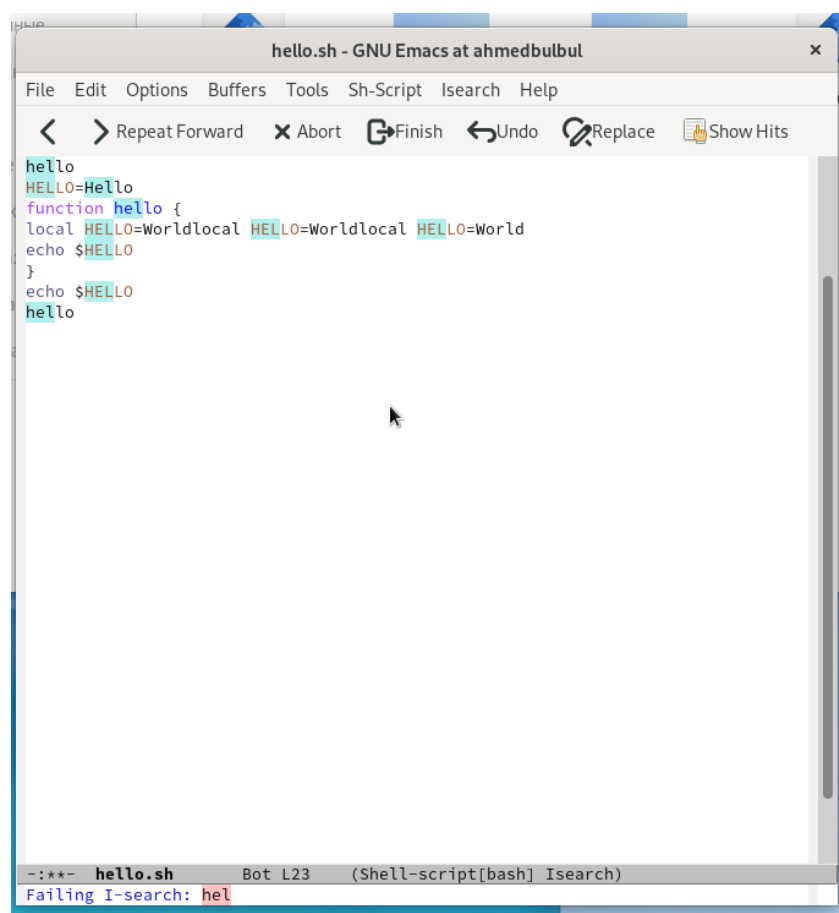 ные
hello.sh - GNU Emacs at ahmedbulbul
File Edit Options Buffers Tools Sh-Script Isearch Help
Repeat Forward Abort Finish Undo Replace Show Hits
hello
HELLO=Hello
function hello {
local HELLO=Worldlocal HELLO=Worldlocal HELLO=World
echo $HELLO
}
echo $HELLO
hello
-:**- hello.sh Bot L23 (Shell-script[bash] Isearch)
Failing I-search: hel